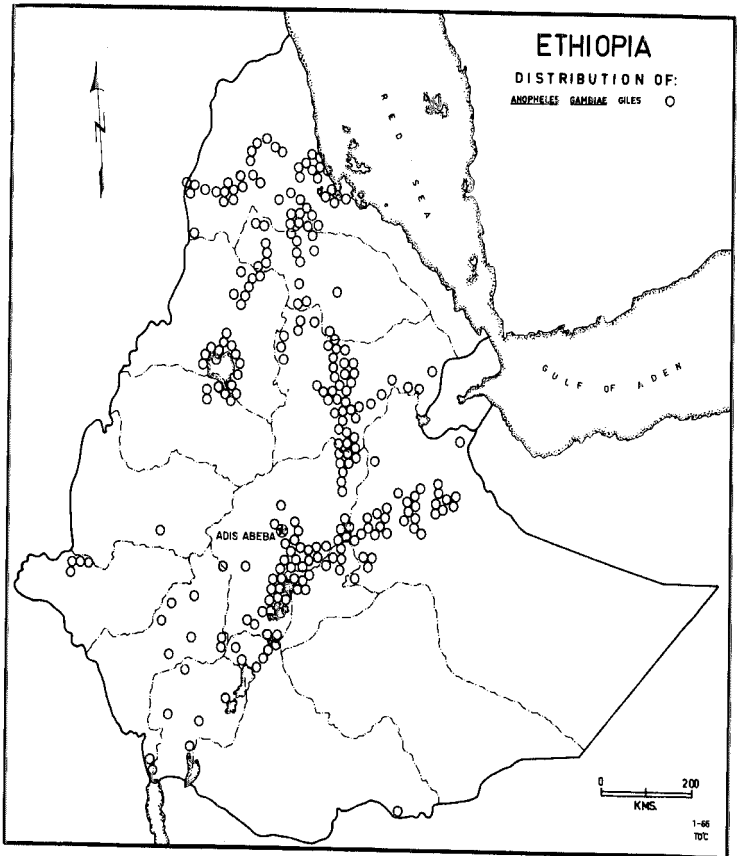 ETHIOPIA
DISTRIBUTION OF:
ANOPHELES GAMBIAE GILES O
N
RED SEA
GULF OF ADEN
ADIS ABEBA
0 200
KMS.
1-66
TOC